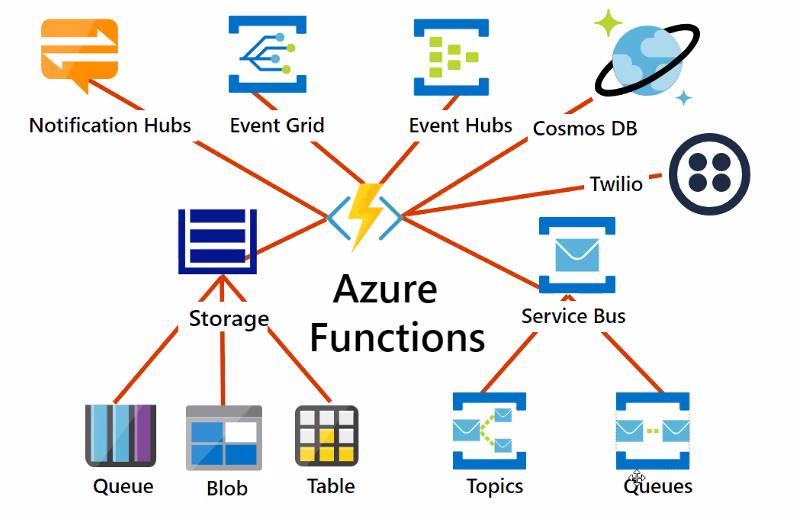 Notification Hubs
Event Grid
Event Hubs
Cosmos DB
Twilio
Azure
Functions
Storage
Service Bus
Queue
Blob
Table
Topics
Queues